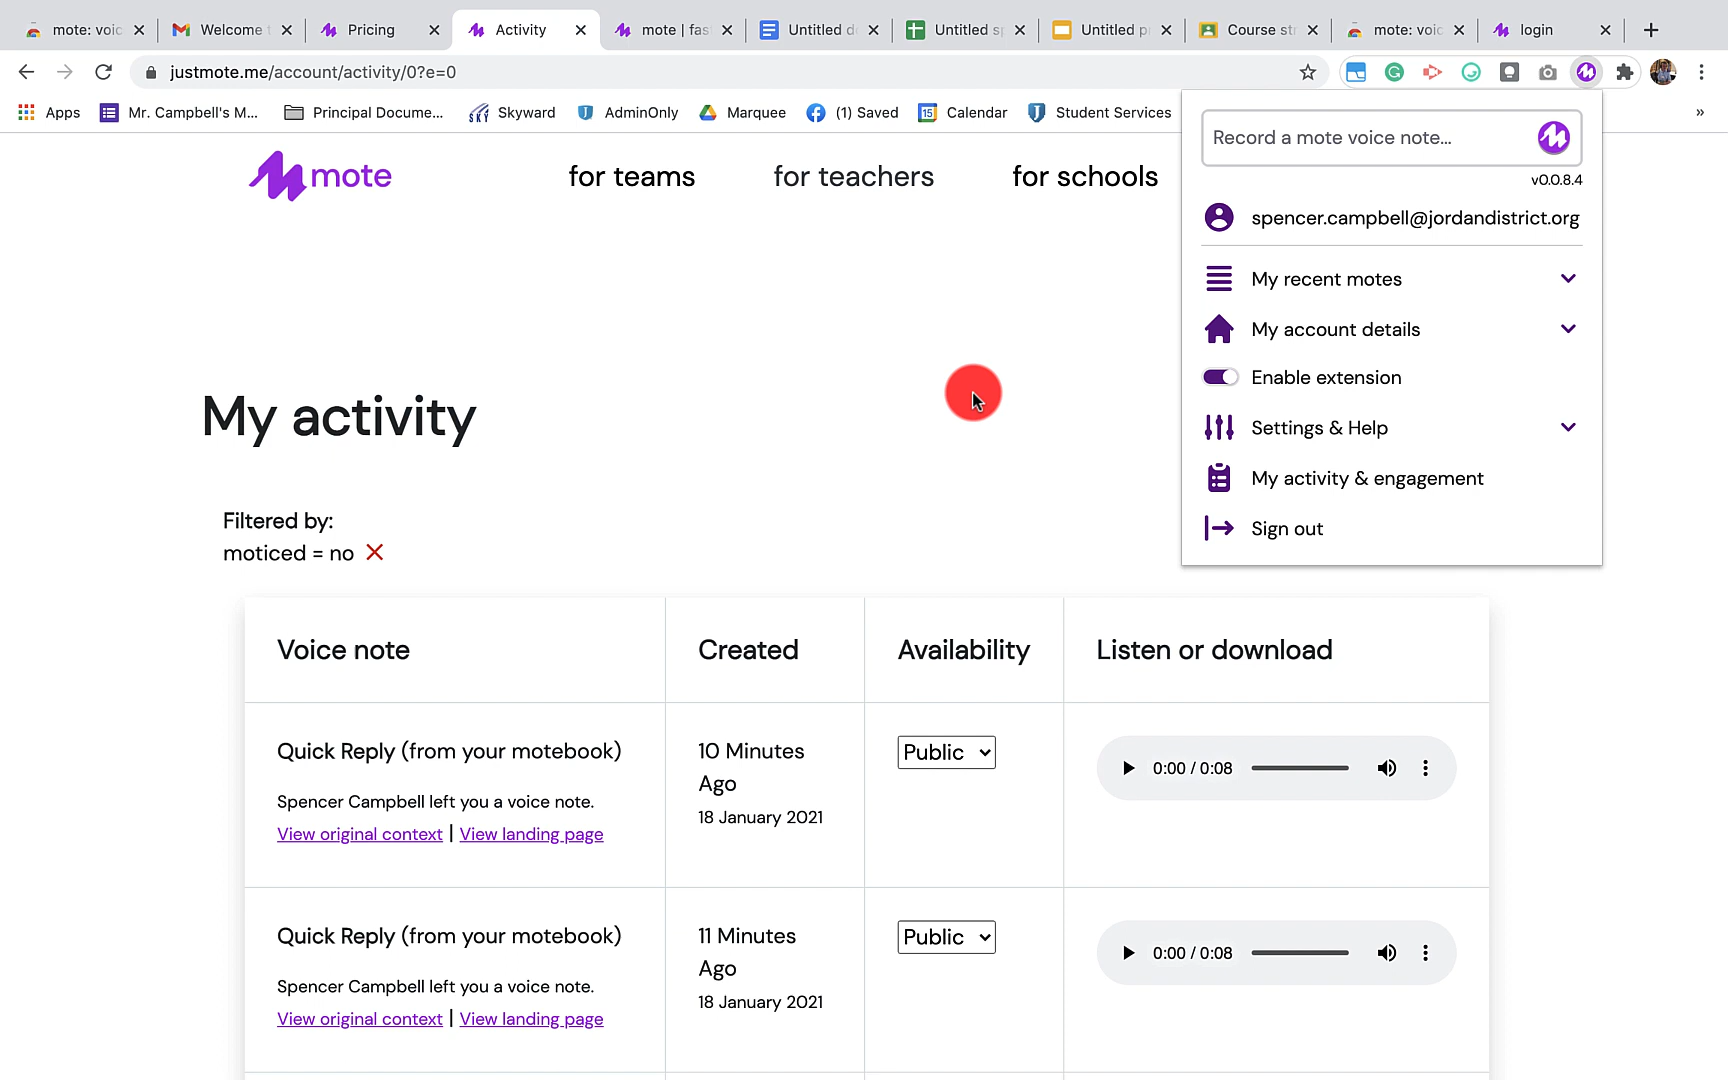 mote: voic
Welcome t
Pricing
Activity
mote | fas
Untitled d
Untitled sp
Untitled p
Course str
mote: voic
login
justmote.me/account/activity/0?e=0
Apps
Mr. Campbell's M...
Principal Docume...
Skyward
AdminOnly
Marquee
(1) Saved
15
Calendar
Student Services
»
mote
for teams
for teachers
for schools
Record a mote voice note...
v0.0.8.4
spencer.campbell@jordandistrict.org
My recent motes
My account details
Enable extension
Settings & Help
My activity & engagement
Sign out
My activity
Filtered by:
moticed = no
Voice note
Created
Availability
Listen or download
Quick Reply (from your motebook)
Spencer Campbell left you a voice note.
View original context | View landing page
10 Minutes
Ago
18 January 2021
Public
0:00 / 0:08
Quick Reply (from your motebook)
Spencer Campbell left you a voice note.
View original context | View landing page
11 Minutes
Ago
18 January 2021
Public
0:00 / 0:08